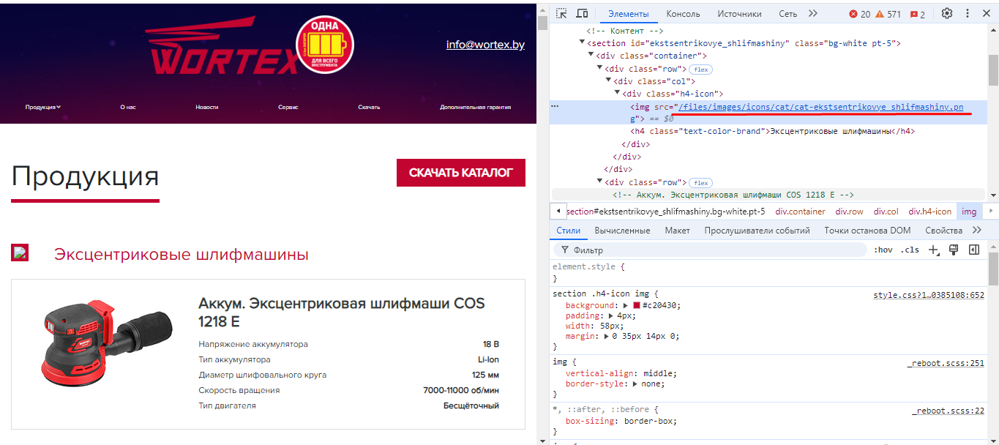 WORTEX
ОДНА
Li-Ion БАТАРЕЯ
ДЛЯ ВСЕГО
ИНСТРУМЕНТА
info@wortex.by
Продукция
О нас
Новости
Сервис
Скачать
Дополнительная гарантия
Продукция
СКАЧАТЬ КАТАЛОГ
Эксцентриковые шлифмашины
Аккум. Эксцентриковая шлифмаши COS
1218 E
Напряжение аккумулятора 18 В
Тип аккумулятора Li-Ion
Диаметр шлифовального круга 125 мм
Скорость вращения 7000-11000 об/мин
Тип двигателя Бесщёточный
Элементы Консоль Источники Сеть 20 571 2
<!-- Контент -->
<section id="ekstsentrikovye_shlifmashiny" class="bg-white pt-5">
<div class="container">
<div class="row"> flex
<div class="col">
<div class="h4-icon">
<img src="/files/images/icons/cat/cat-ekstsentrikovye_shlifmashiny.pn
g"> == $0
<h4 class="text-color-brand">Эксцентриковые шлифмашины</h4>
</div>
</div>
</div>
<div class="row"> flex
<!-- Аккум. Эксцентриковая шлифмаши COS 1218 E -->
section#ekstsentrikovye_shlifmashiny.bg-white.pt-5 div.container div.row div.col div.h4-icon img
Стили Вычисленные Макет Прослушиватели событий Точки останова DOM Свойства
Фильтр :hov .cls
element.style {
}
section .h4-icon img { style.css?1…0385108:652
background: #c20430;
padding: 4px;
width: 58px;
margin: 0 35px 14px 0;
}
img { _reboot.scss:251
vertical-align: middle;
border-style: none;
}
*, ::after, ::before { _reboot.scss:22
box-sizing: border-box;
}